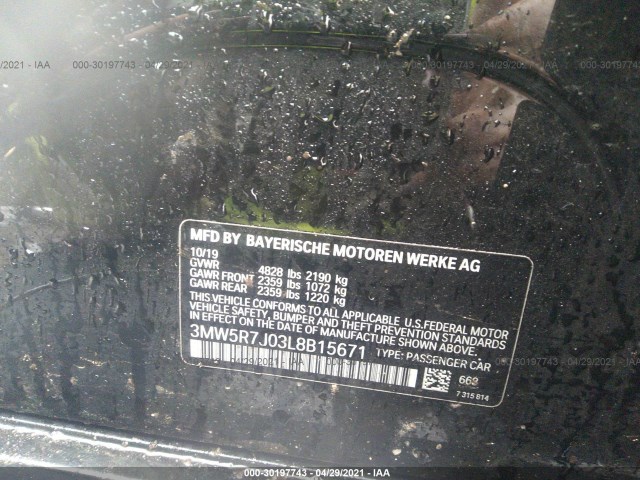 /2021 - IAA 000-30197743 - 04/29/2021 - IAA 000-30197743 - 04/29/2021
MFD BY BAYERISCHE MOTOREN WERKE AG
10/19
GVWR 4828 lbs 2190 kg
GAWR FRONT 2359 lbs 1072 kg
GAWR REAR 2359 lbs 1220 kg
THIS VEHICLE CONFORMS TO ALL APPLICABLE U.S.FEDERAL MOTOR
VEHICLE SAFETY, BUMPER AND THEFT PREVENTION STANDARDS
IN EFFECT ON THE DATE OF MANUFACTURE SHOWN ABOVE.
3MW5R7J03L8B15671 TYPE: PASSENGER CAR
668
7 315 814
000-30197743 - 04/29/2021 - IAA